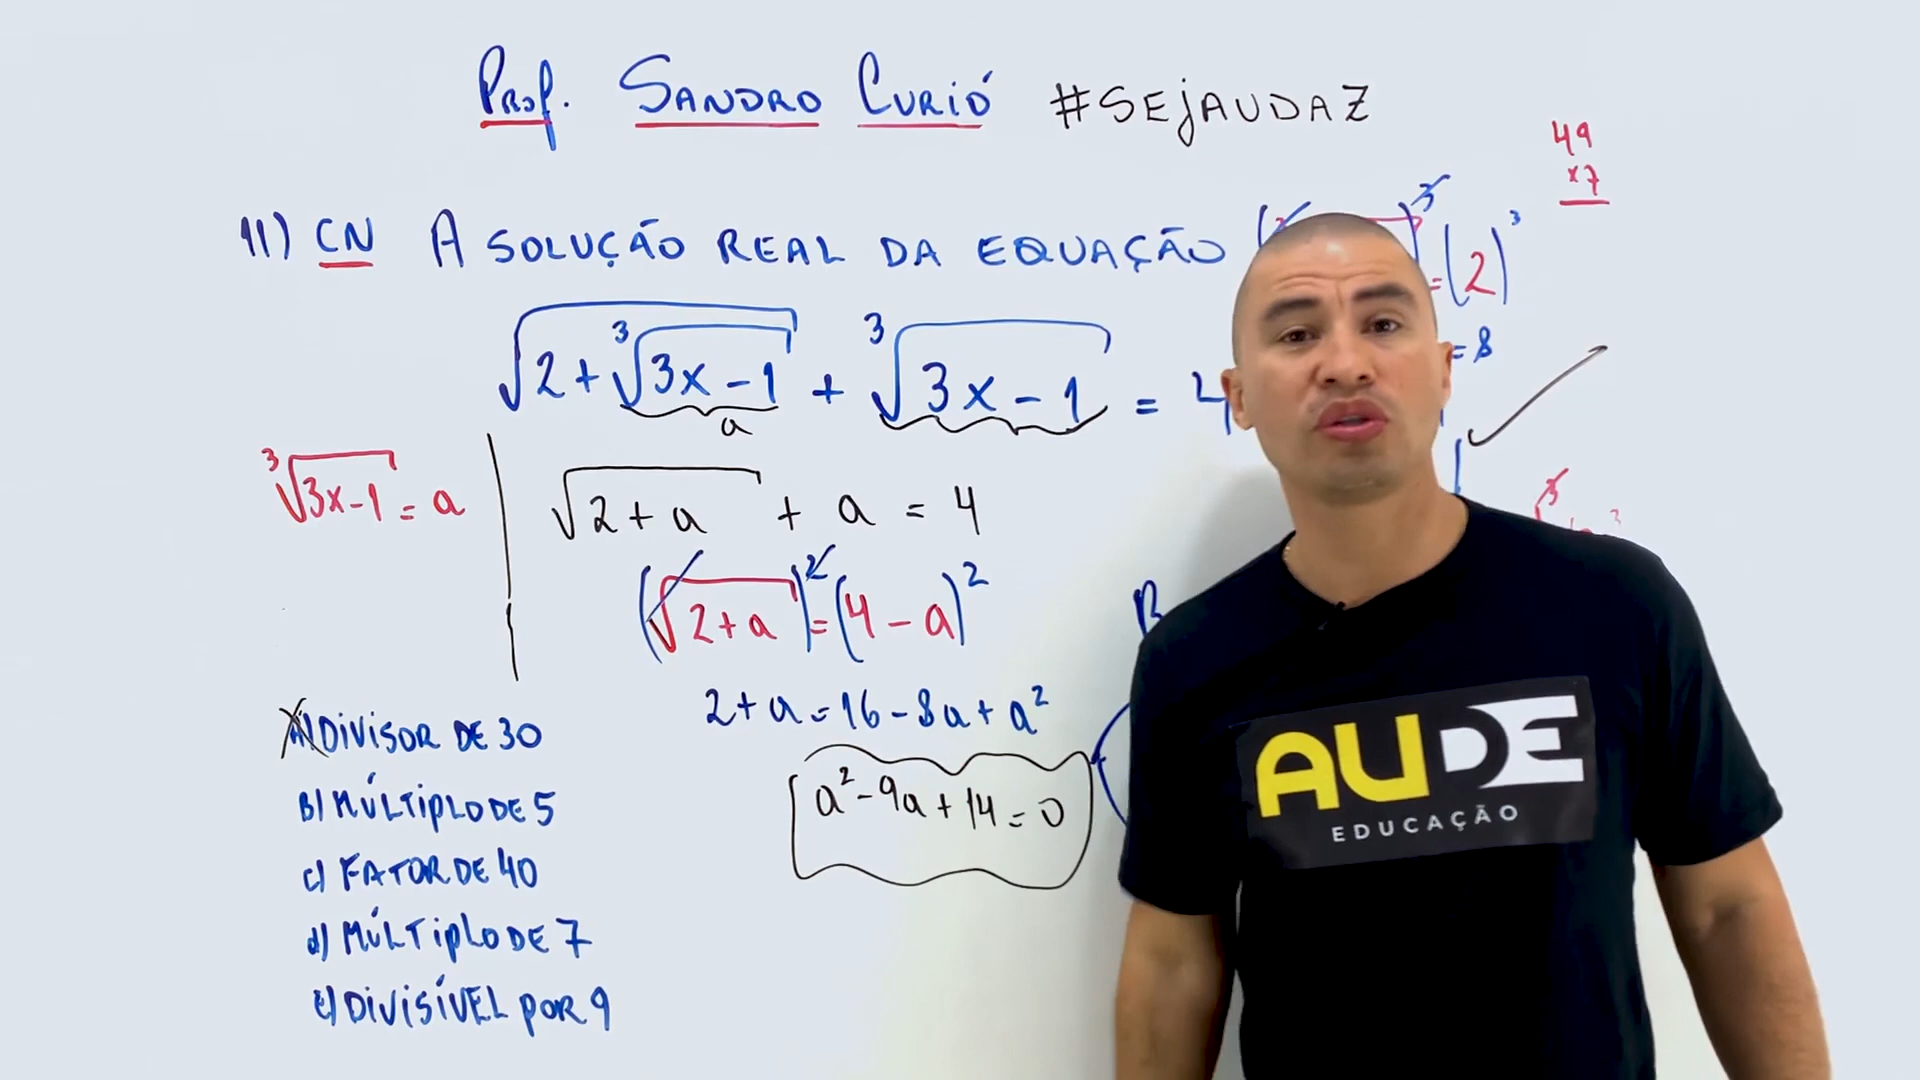 Prof. SANDRO CURIÓ #SEJAUDAZ
49
x7
11) CN A SOLUÇÃO REAL DA EQUAÇÃO
√2+∛3x-1 + ∛3x-1 = 4
a
3
=(2)³
=8
∛3x-1 = a
√2+a + a = 4
(√2+a)²=(4-a)²
2+a=16-8a+a²
a²-9a+14=0
A) DIVISOR DE 30
B) MÚLTIPLO DE 5
C) FATOR DE 40
d) MÚLTIPLO DE 7
E) DIVISÍVEL POR 9
AUDE
EDUCAÇÃO